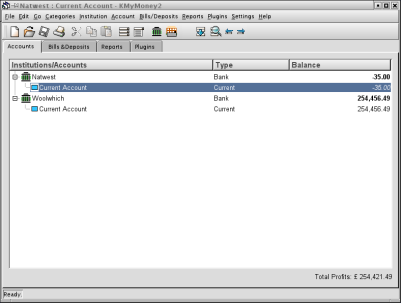 Natwest : Current Account - KMyMoney2
File Edit Go Categories Institution Account Bills/Deposits Reports Plugins Settings Help
Accounts Bills &Deposits Reports Plugins
Institutions/Accounts Type Balance
Natwest Bank -35.00
Current Account Current -35.00
Woolwhich Bank 254,456.49
Current Account Current 254,456.49
Total Profits: £ 254,421.49
Ready.